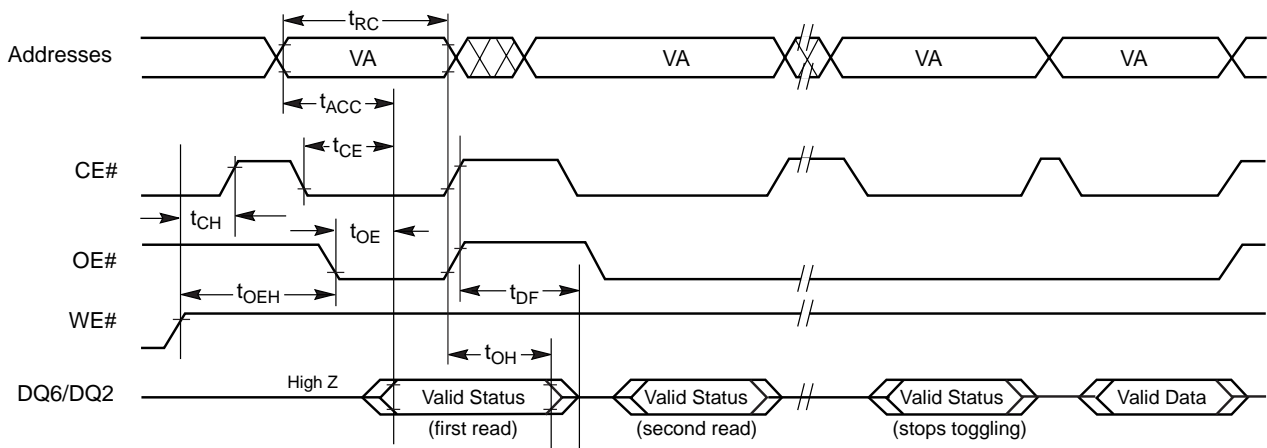 tRC
Addresses VA VA VA VA
tACC
tCE
CE#
tCH
tOE
OE#
tOEH tDF
WE#
tOH
High Z
DQ6/DQ2 Valid Status Valid Status Valid Status Valid Data
(first read) (second read) (stops toggling)